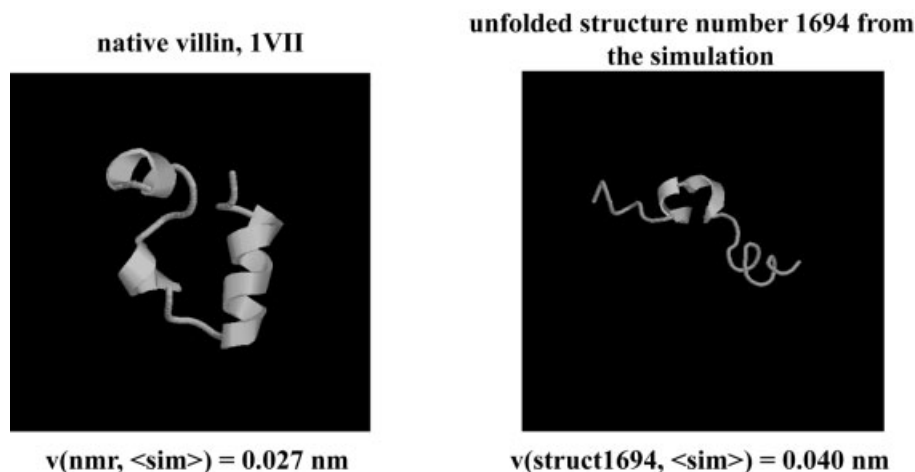 native villin, 1VII
unfolded structure number 1694 from
the simulation
v(nmr, <sim>) = 0.027 nm
v(struct1694, <sim>) = 0.040 nm